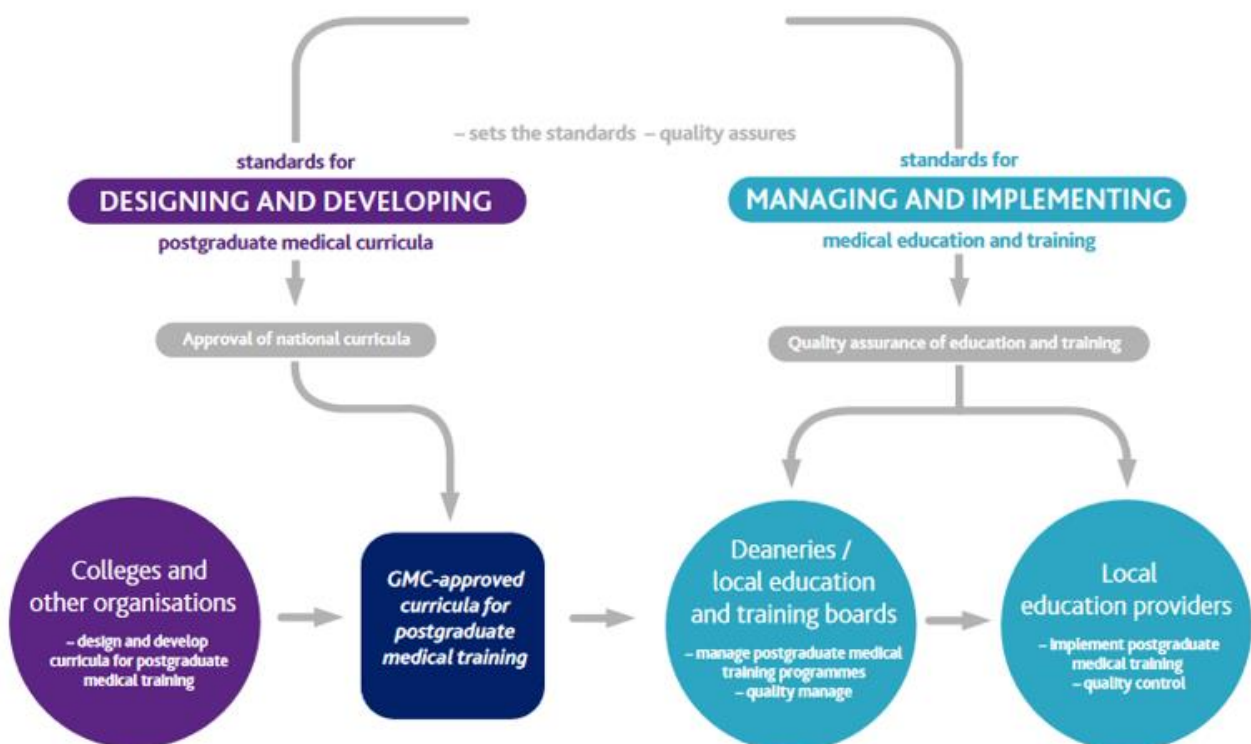 – sets the standards – quality assures
standards for
DESIGNING AND DEVELOPING
postgraduate medical curricula
standards for
MANAGING AND IMPLEMENTING
medical education and training
Approval of national curricula
Quality assurance of education and training
Colleges and
other organisations
– design and develop
curricula for postgraduate
medical training
GMC-approved
curricula for
postgraduate
medical training
Deaneries /
local education
and training boards
– manage postgraduate medical
training programmes
– quality manage
Local
education providers
– implement postgraduate
medical training
– quality control